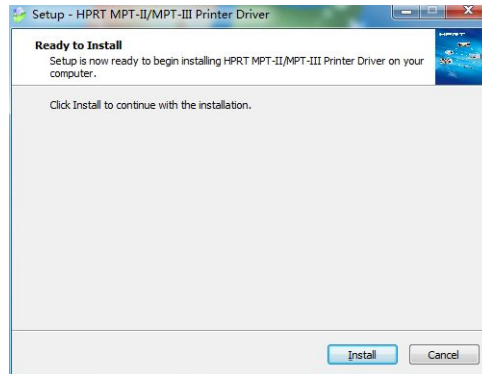 Setup - HPRT MPT-II/MPT-III Printer Driver
Ready to Install
Setup is now ready to begin installing HPRT MPT-II/MPT-III Printer Driver on your
computer.
HPRT
Click Install to continue with the installation.
Install
Cancel